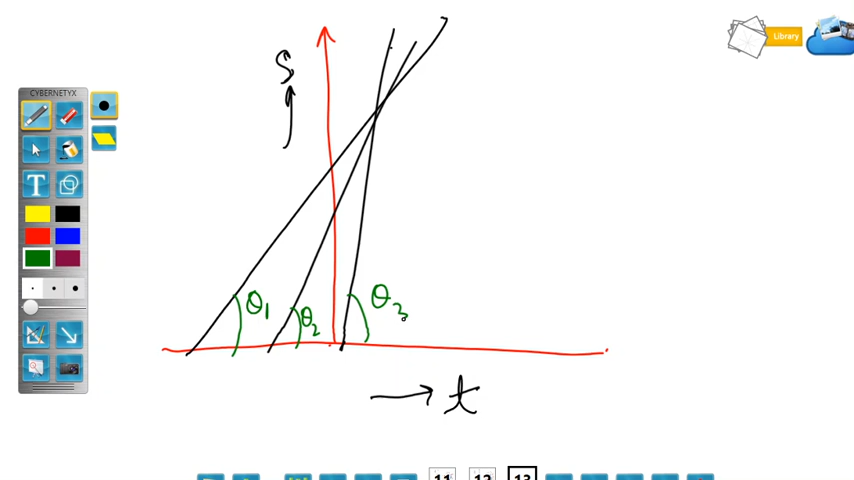 Library
CYBERNETYX
S
T
θ1
θ2
θ3
t
11
12
13